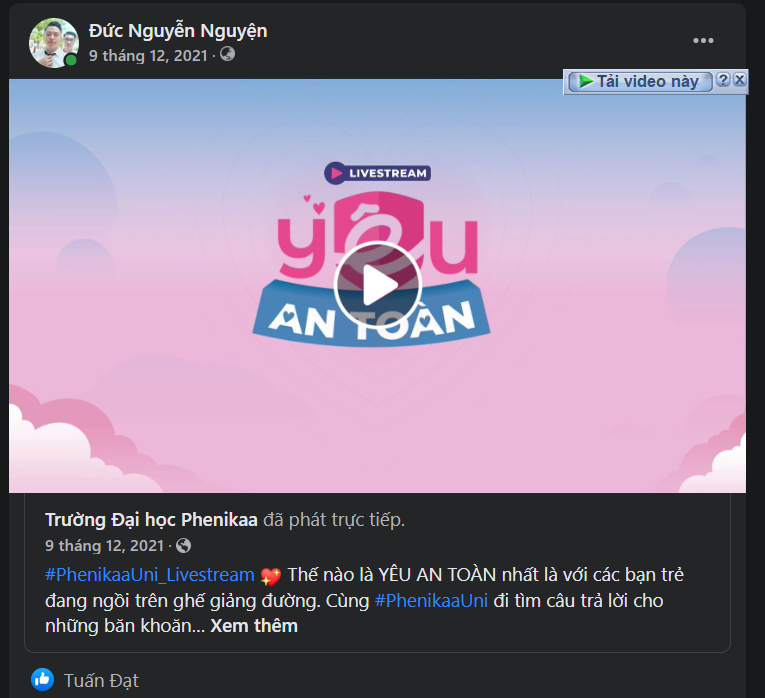 Đức Nguyễn Nguyện
9 tháng 12, 2021 ·
Tải video này ? X
LIVESTREAM
yêu
AN TOÀN
Trường Đại học Phenikaa đã phát trực tiếp.
9 tháng 12, 2021 ·
#PhenikaaUni_Livestream 💖 Thế nào là YÊU AN TOÀN nhất là với các bạn trẻ
đang ngồi trên ghế giảng đường. Cùng #PhenikaaUni đi tìm câu trả lời cho
những băn khoăn... Xem thêm
Tuấn Đạt